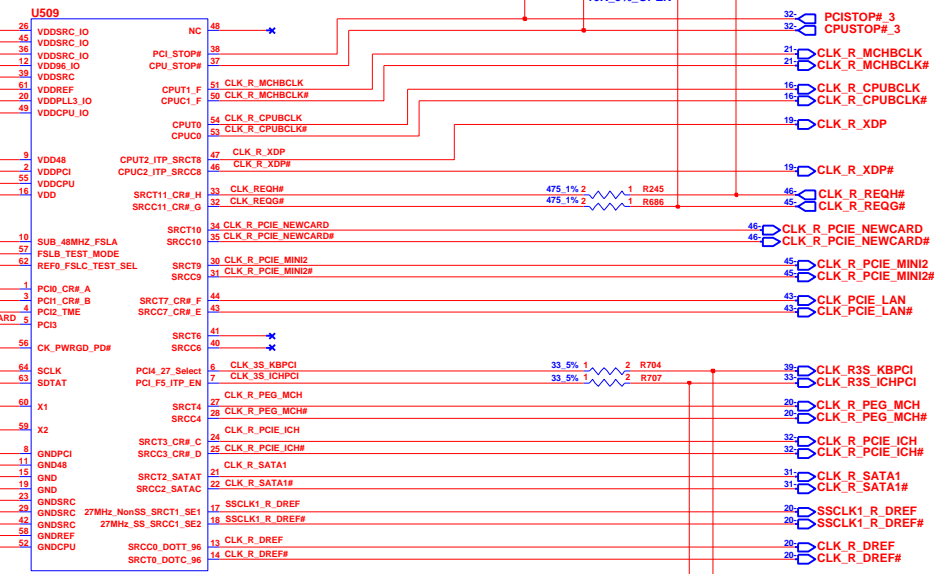 U509
26 VDDSRC_IO
45 VDDSRC_IO
36 VDDSRC_IO
12 VDD96_IO
39 VDDSRC
61 VDDREF
20 VDDPLL3_IO
49 VDDCPU_IO
9 VDD48
2 VDDPCI
55 VDDCPU
16 VDD
10 SUB_48MHZ_FSLA
57 FSLB_TEST_MODE
62 REF0_FSLC_TEST_SEL
1 PCI0_CR#_A
3 PCI1_CR#_B
4 PCI2_TME
ARD 5 PCI3
56 CK_PWRGD_PD#
64 SCLK
63 SDTAT
60 X1
59 X2
8 GNDPCI
11 GND48
15 GND
19 GND
23 GNDSRC
29 GNDSRC
42 GNDSRC
58 GNDREF
52 GNDCPU
NC 48
PCI_STOP# 38
CPU_STOP# 37
CPUT1_F 51 CLK_R_MCHBCLK
CPUC1_F 50 CLK_R_MCHBCLK#
CPUT0 54 CLK_R_CPUBCLK
CPUC0 53 CLK_R_CPUBCLK#
CPUT2_ITP_SRCT8 47 CLK_R_XDP
CPUC2_ITP_SRCC8 46 CLK_R_XDP#
SRCT11_CR#_H 33 CLK_REQH# 475_1% 2 1 R245
SRCC11_CR#_G 32 CLK_REQG# 475_1% 2 1 R686
SRCT10 34 CLK_R_PCIE_NEWCARD
SRCC10 35 CLK_R_PCIE_NEWCARD#
SRCT9 30 CLK_R_PCIE_MINI2
SRCC9 31 CLK_R_PCIE_MINI2#
SRCT7_CR#_F 44
SRCC7_CR#_E 43
SRCT6 41
SRCC6 40
PCI4_27_Select 6 CLK_3S_KBPCI 33_5% 1 2 R704
PCI_F5_ITP_EN 7 CLK_3S_ICHPCI 33_5% 1 2 R707
SRCT4 27 CLK_R_PEG_MCH
SRCC4 28 CLK_R_PEG_MCH#
SRCT3_CR#_C 24 CLK_R_PCIE_ICH
SRCC3_CR#_D 25 CLK_R_PCIE_ICH#
SRCT2_SATAT 21 CLK_R_SATA1
SRCC2_SATAC 22 CLK_R_SATA1#
27MHz_NonSS_SRCT1_SE1 17 SSCLK1_R_DREF
27MHz_SS_SRCC1_SE2 18 SSCLK1_R_DREF#
SRCC0_DOTT_96 13 CLK_R_DREF
SRCT0_DOTC_96 14 CLK_R_DREF#
32- PCISTOP#_3
32- CPUSTOP#_3
21- CLK_R_MCHBCLK
21- CLK_R_MCHBCLK#
16- CLK_R_CPUBCLK
16- CLK_R_CPUBCLK#
19- CLK_R_XDP
19- CLK_R_XDP#
46- CLK_R_REQH#
45- CLK_R_REQG#
46- CLK_R_PCIE_NEWCARD
46- CLK_R_PCIE_NEWCARD#
45- CLK_R_PCIE_MINI2
45- CLK_R_PCIE_MINI2#
43- CLK_PCIE_LAN
43- CLK_PCIE_LAN#
39- CLK_R3S_KBPCI
33- CLK_R3S_ICHPCI
20- CLK_R_PEG_MCH
20- CLK_R_PEG_MCH#
32- CLK_R_PCIE_ICH
32- CLK_R_PCIE_ICH#
31- CLK_R_SATA1
31- CLK_R_SATA1#
20- SSCLK1_R_DREF
20- SSCLK1_R_DREF#
20- CLK_R_DREF
20- CLK_R_DREF#